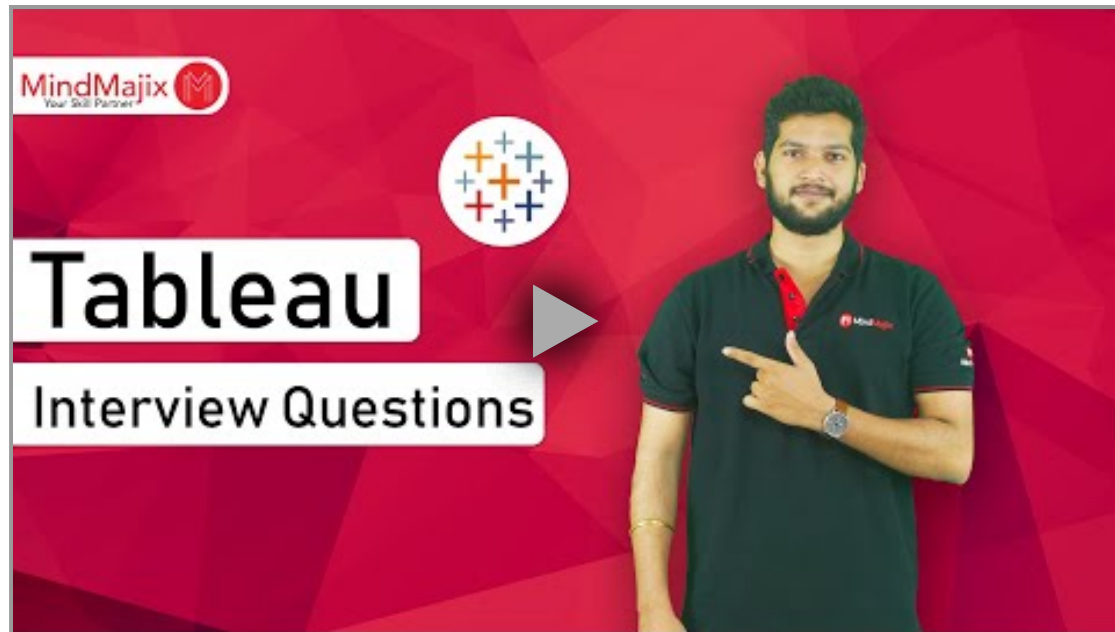 MindMajix
Your Skill Partner
Tableau
Interview Questions
MindMajix